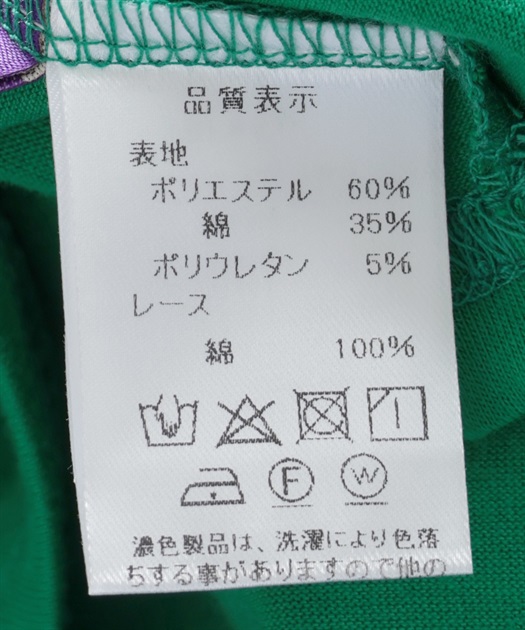 品質表示
表地
ポリエステル 60%
綿 35%
ポリウレタン 5%
レース
綿 100%
F W
濃色製品は、洗濯により色落
ちする事がありますので他の